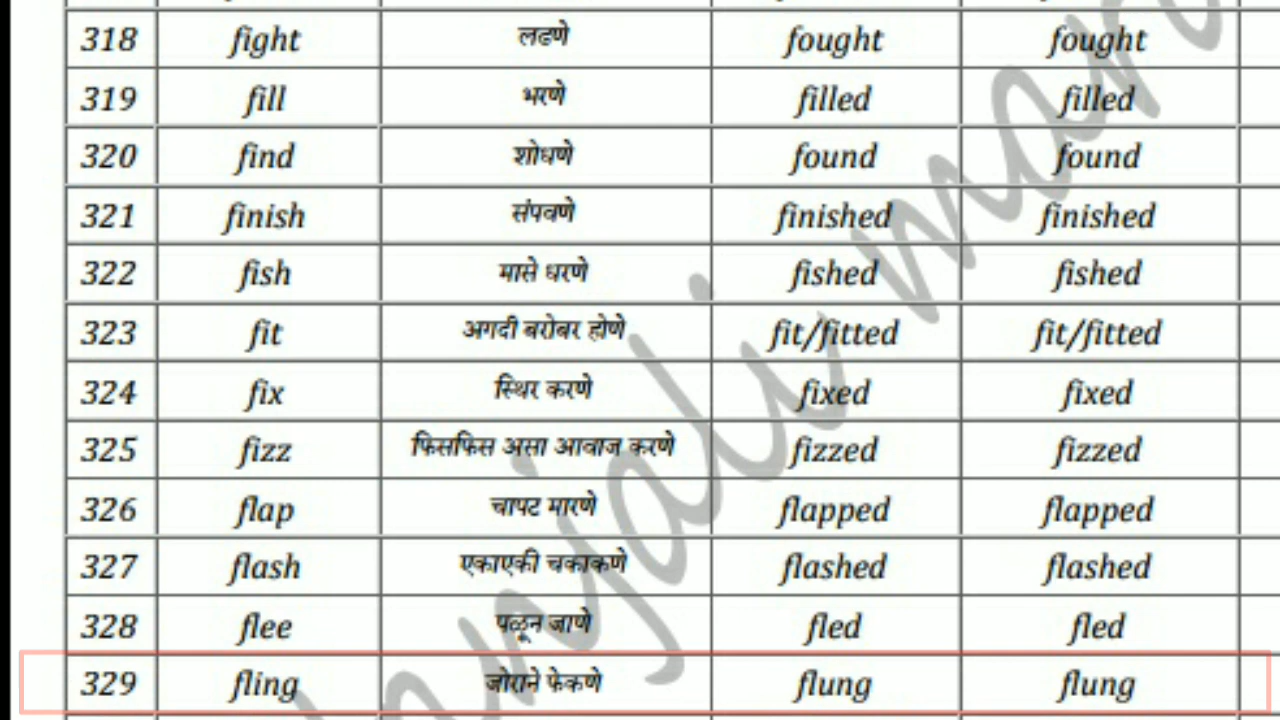 318 fight लढणे fought fought
319 fill भरणे filled filled
320 find शोधणे found found
321 finish संपवणे finished finished
322 fish मासे धरणे fished fished
323 fit अगदी बरोबर होणे fit/fitted fit/fitted
324 fix स्थिर करणे fixed fixed
325 fizz फिसफिस असा आवाज करणे fizzed fizzed
326 flap चापट मारणे flapped flapped
327 flash एकाएकी चकाकणे flashed flashed
328 flee पळून जाणे fled fled
329 fling जोराने फेकणे flung flung